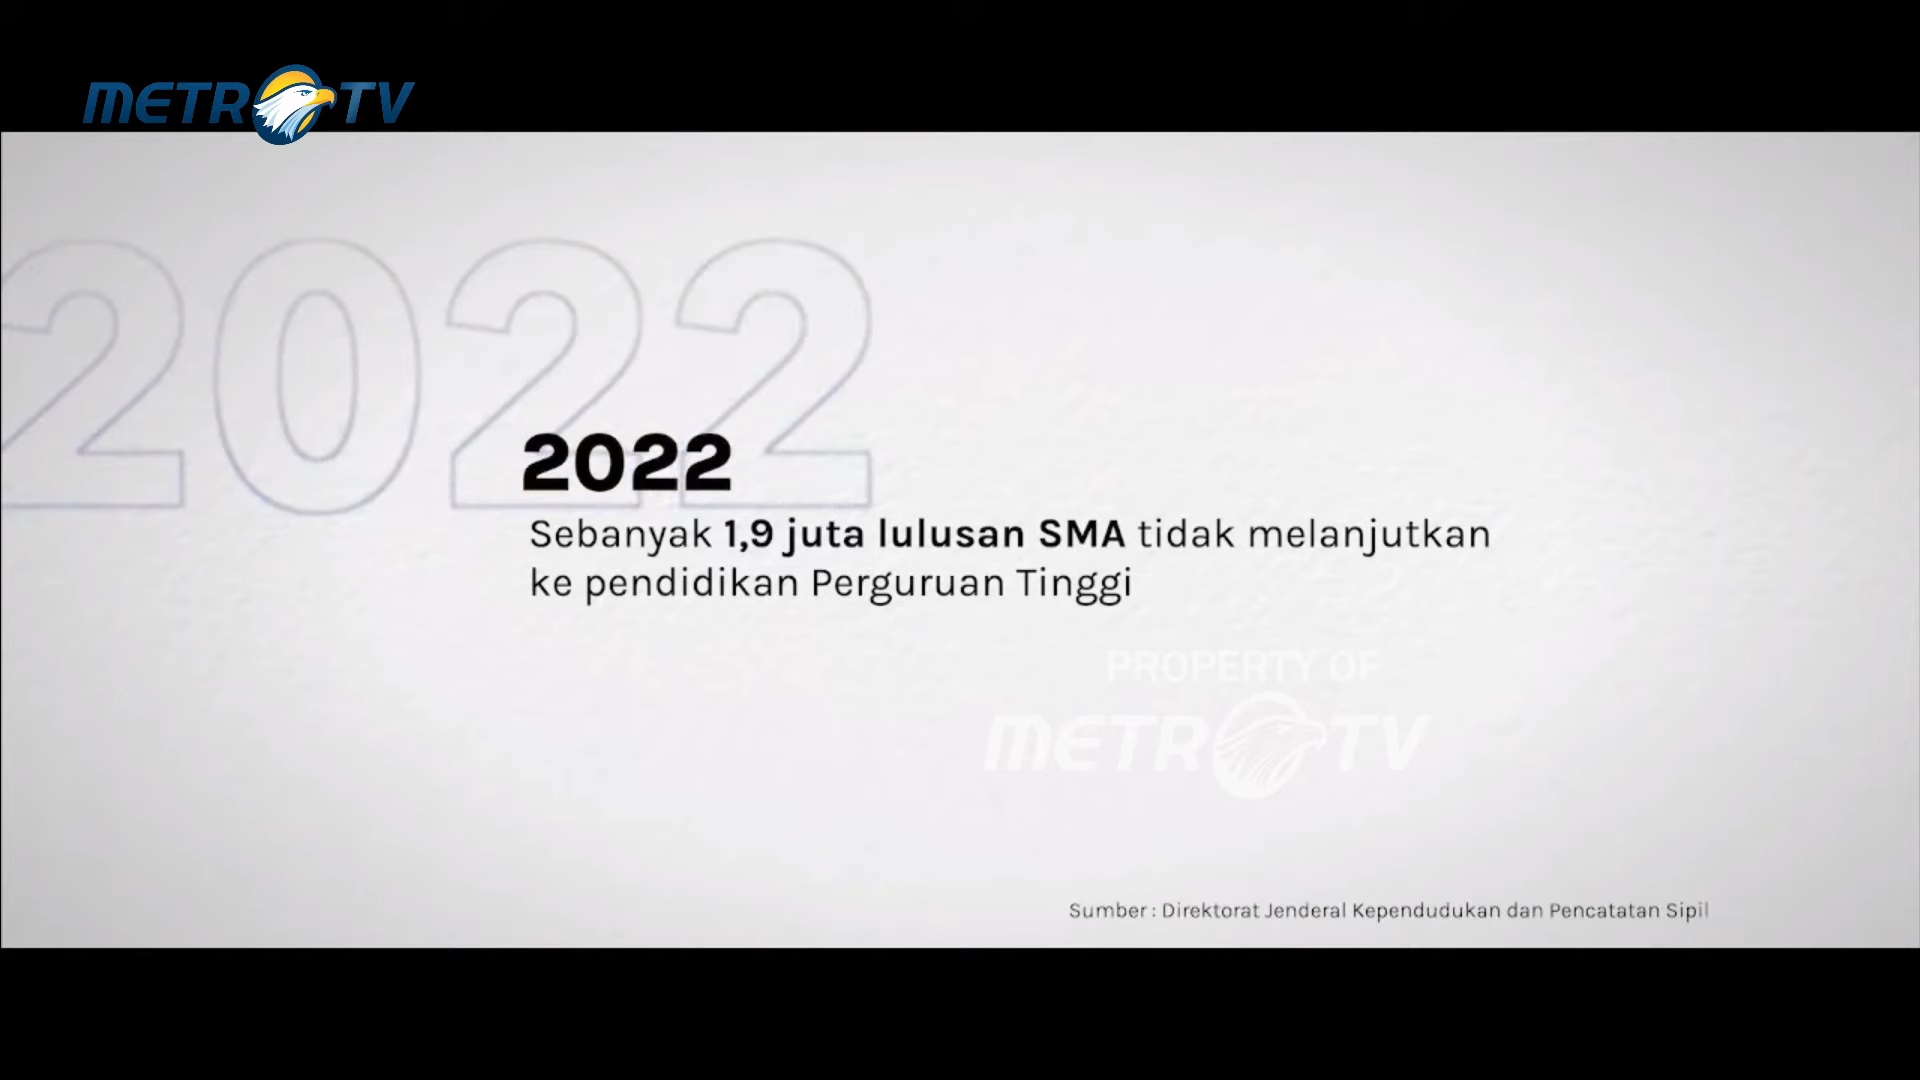 METRO TV
2022
2022
Sebanyak 1,9 juta lulusan SMA tidak melanjutkan
ke pendidikan Perguruan Tinggi
PROPERTY OF
METRO TV
Sumber : Direktorat Jenderal Kependudukan dan Pencatatan Sipil